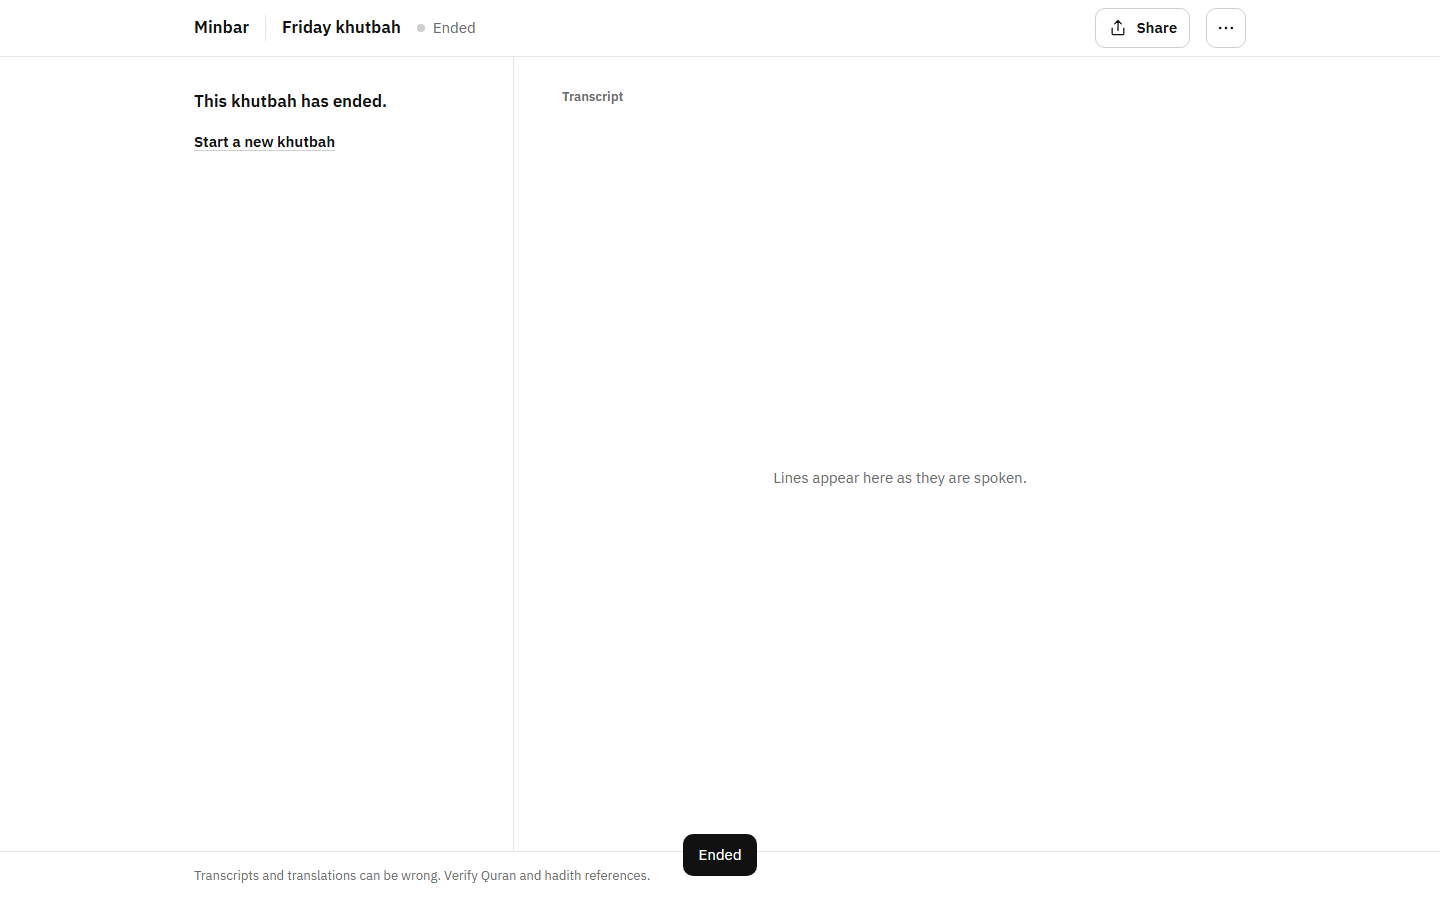 Minbar
Friday khutbah
Ended
Share
This khutbah has ended.
Start a new khutbah
Transcript
Lines appear here as they are spoken.
Ended
Transcripts and translations can be wrong. Verify Quran and hadith references.